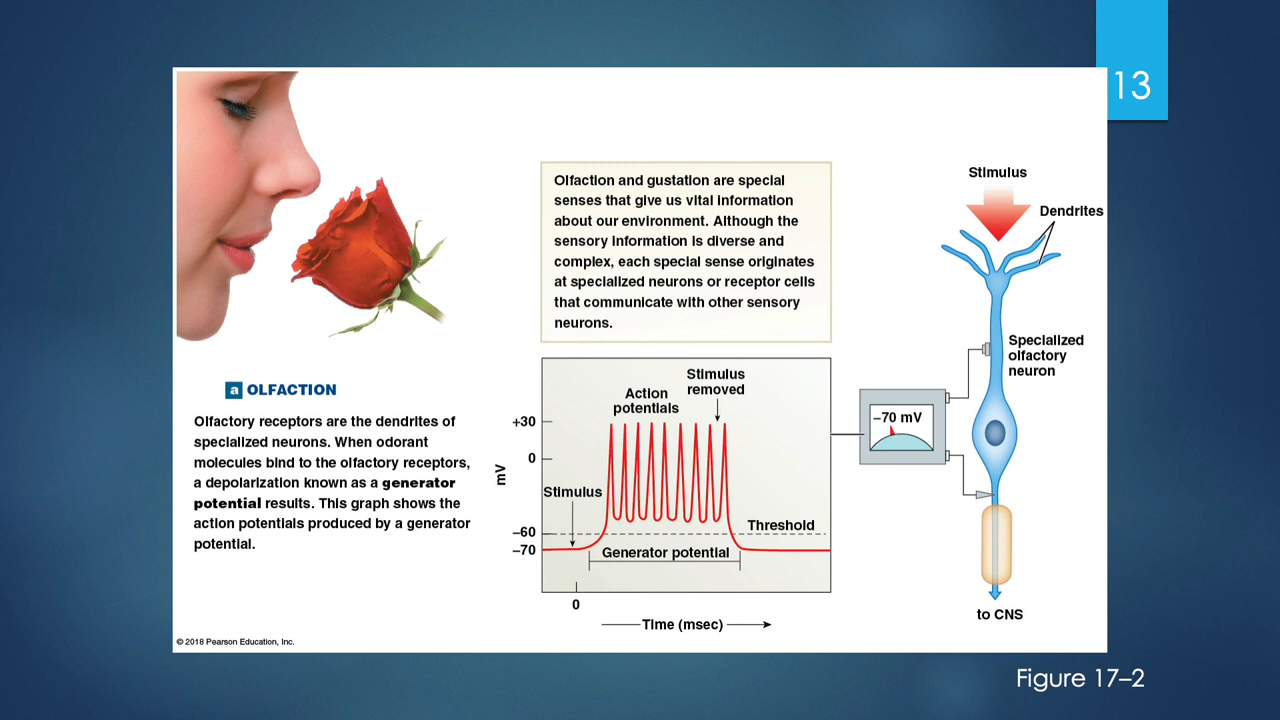 13
Olfaction and gustation are special
senses that give us vital information
about our environment. Although the
sensory information is diverse and
complex, each special sense originates
at specialized neurons or receptor cells
that communicate with other sensory
neurons.
a OLFACTION
Olfactory receptors are the dendrites of
specialized neurons. When odorant
molecules bind to the olfactory receptors,
a depolarization known as a generator
potential results. This graph shows the
action potentials produced by a generator
potential.
Stimulus
removed
Action
potentials
+30
0
mV
Stimulus
Threshold
–60
–70
Generator potential
0
Time (msec)
Stimulus
Dendrites
Specialized
olfactory
neuron
–70 mV
to CNS
© 2018 Pearson Education, Inc.
Figure 17–2